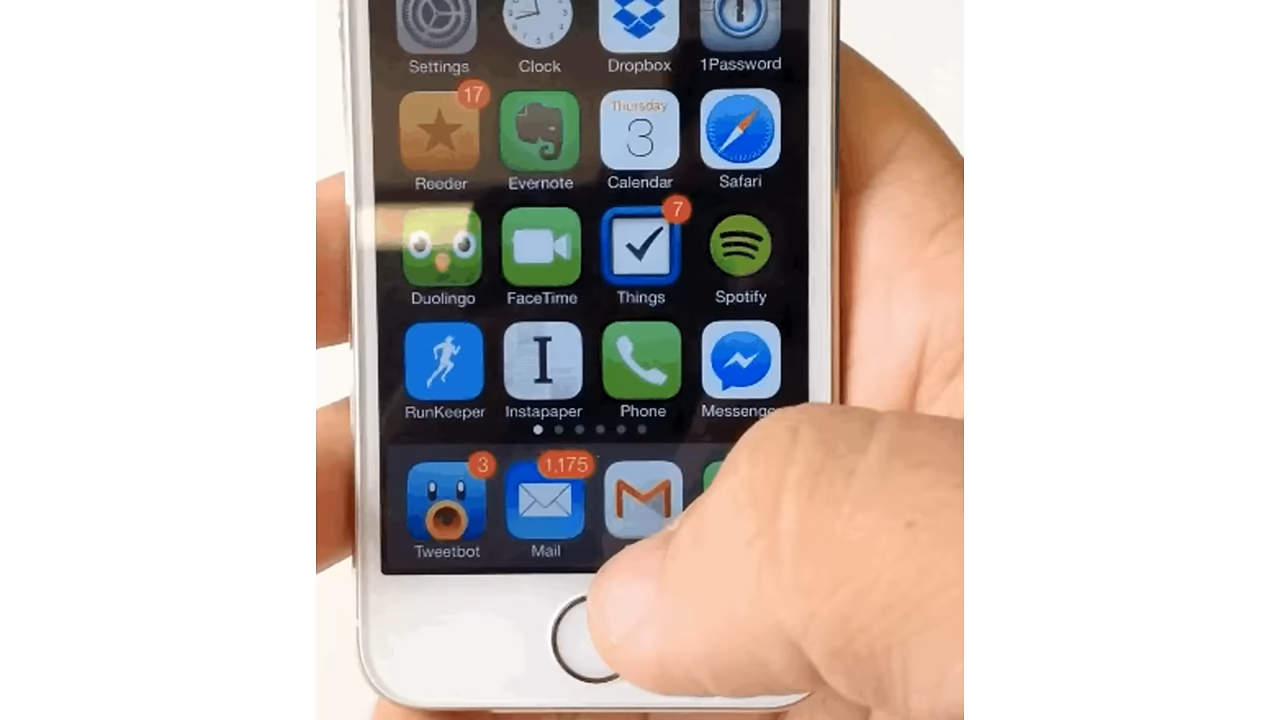 Settings Clock Dropbox 1Password
17
Thursday
3
Reeder Evernote Calendar Safari
7
Duolingo FaceTime Things Spotify
I
RunKeeper Instapaper Phone Messenge
3 1,175
Tweetbot Mail